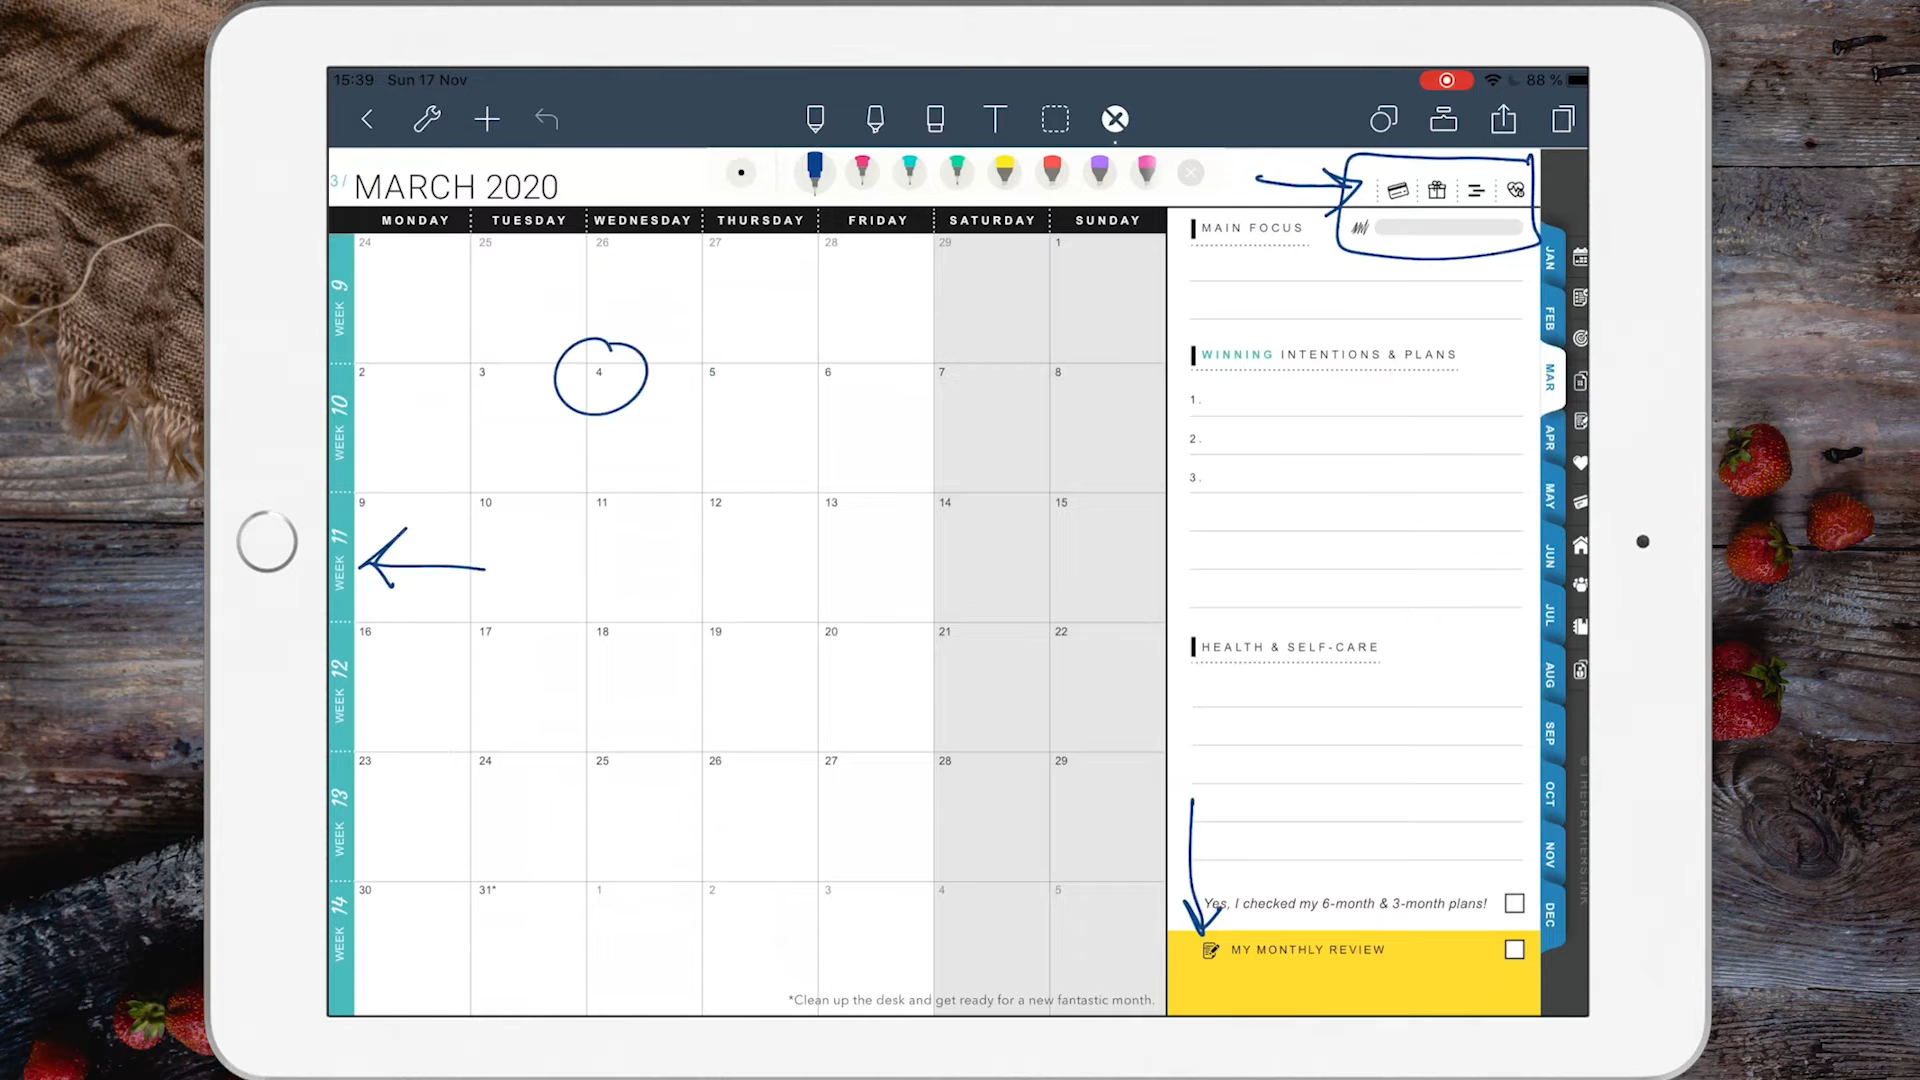 15:39 Sun 17 Nov 88 %
3 / MARCH 2020
MONDAY TUESDAY WEDNESDAY THURSDAY FRIDAY SATURDAY SUNDAY
WEEK 9
24 25 26 27 28 29 1
WEEK 10
2 3 4 5 6 7 8
WEEK 11
9 10 11 12 13 14 15
WEEK 12
16 17 18 19 20 21 22
WEEK 13
23 24 25 26 27 28 29
WEEK 14
30 31* 1 2 3 4 5
*Clean up the desk and get ready for a new fantastic month.
MAIN FOCUS
WINNING INTENTIONS & PLANS
1.
2.
3.
HEALTH & SELF-CARE
Yes, I checked my 6-month & 3-month plans!
MY MONTHLY REVIEW
JAN
FEB
MAR
APR
MAY
JUN
JUL
AUG
SEP
OCT
NOV
DEC
© THEFEATHERS.INK